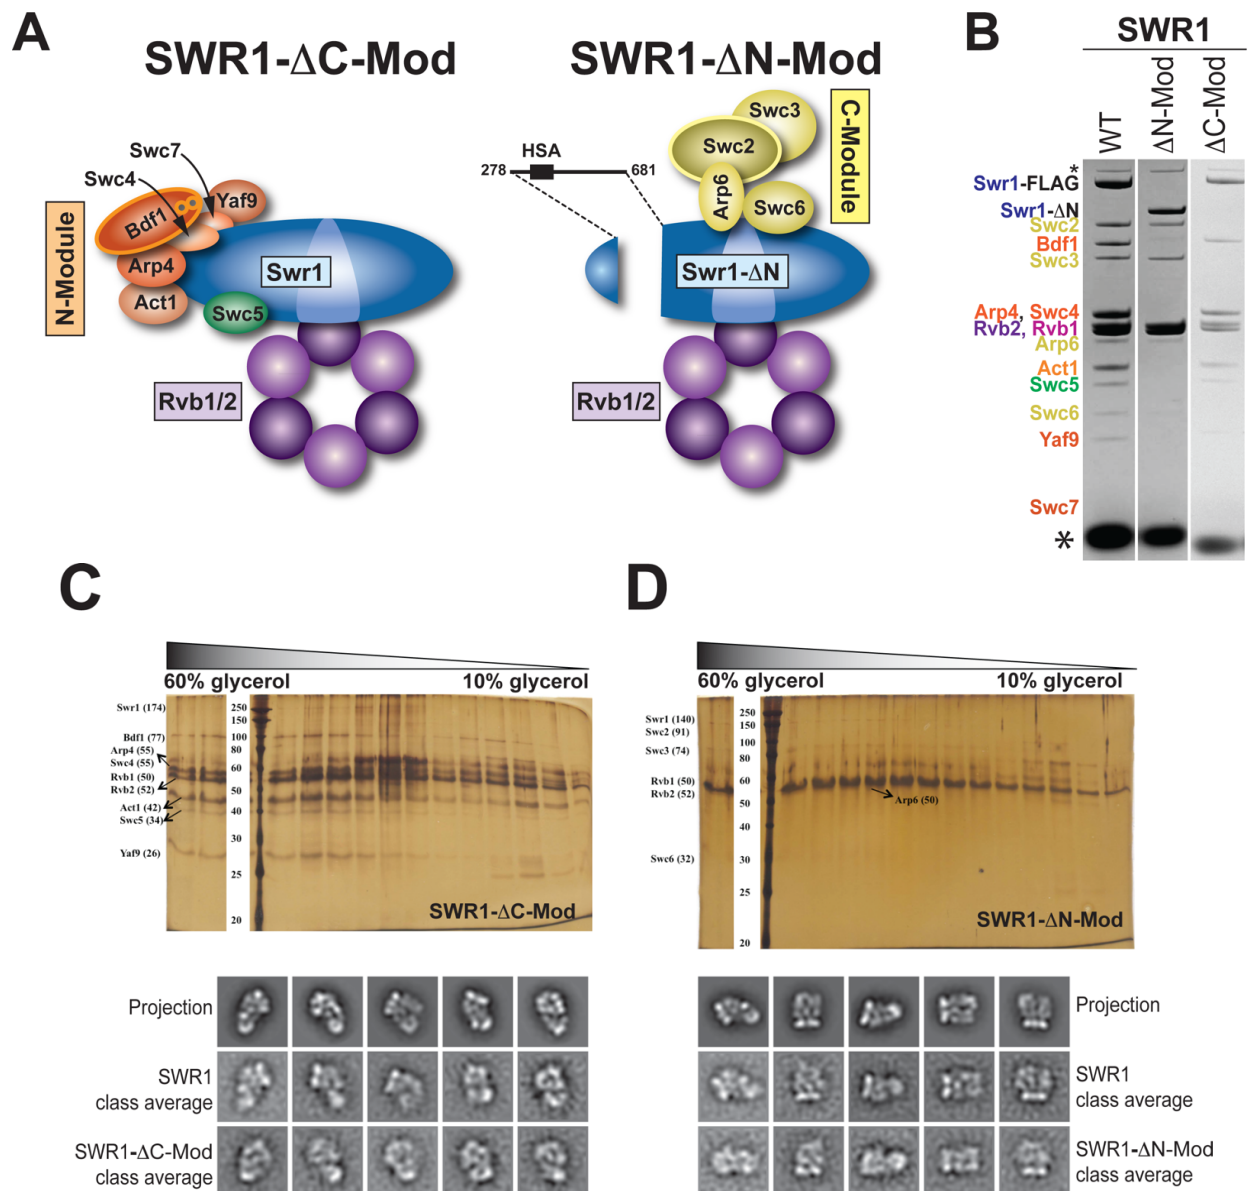 A
SWR1-ΔC-Mod
SWR1-ΔN-Mod
N-Module
Swc7
Swc4
Bdf1
Yaf9
Arp4
Act1
Swr1
Swc5
Rvb1/2
278
HSA
681
Swc3
Swc2
Arp6
Swc6
C-Module
Swr1-ΔN
Rvb1/2
B
SWR1
WT
ΔN-Mod
ΔC-Mod
*
Swr1-FLAG
Swr1-ΔN
Swc2
Bdf1
Swc3
Arp4, Swc4
Rvb2, Rvb1
Arp6
Act1
Swc5
Swc6
Yaf9
Swc7
*
C
60% glycerol
10% glycerol
Swr1 (174)
Bdf1 (77)
Arp4 (55)
Swc4 (55)
Rvb1 (50)
Rvb2 (52)
Act1 (42)
Swc5 (34)
Yaf9 (26)
250
150
100
80
60
50
40
30
25
20
SWR1-ΔC-Mod
Projection
SWR1
class average
SWR1-ΔC-Mod
class average
D
60% glycerol
10% glycerol
Swr1 (140)
Swc2 (91)
Swc3 (74)
Rvb1 (50)
Rvb2 (52)
Swc6 (32)
250
150
100
80
60
50
40
30
25
20
Arp6 (50)
SWR1-ΔN-Mod
Projection
SWR1
class average
SWR1-ΔN-Mod
class average